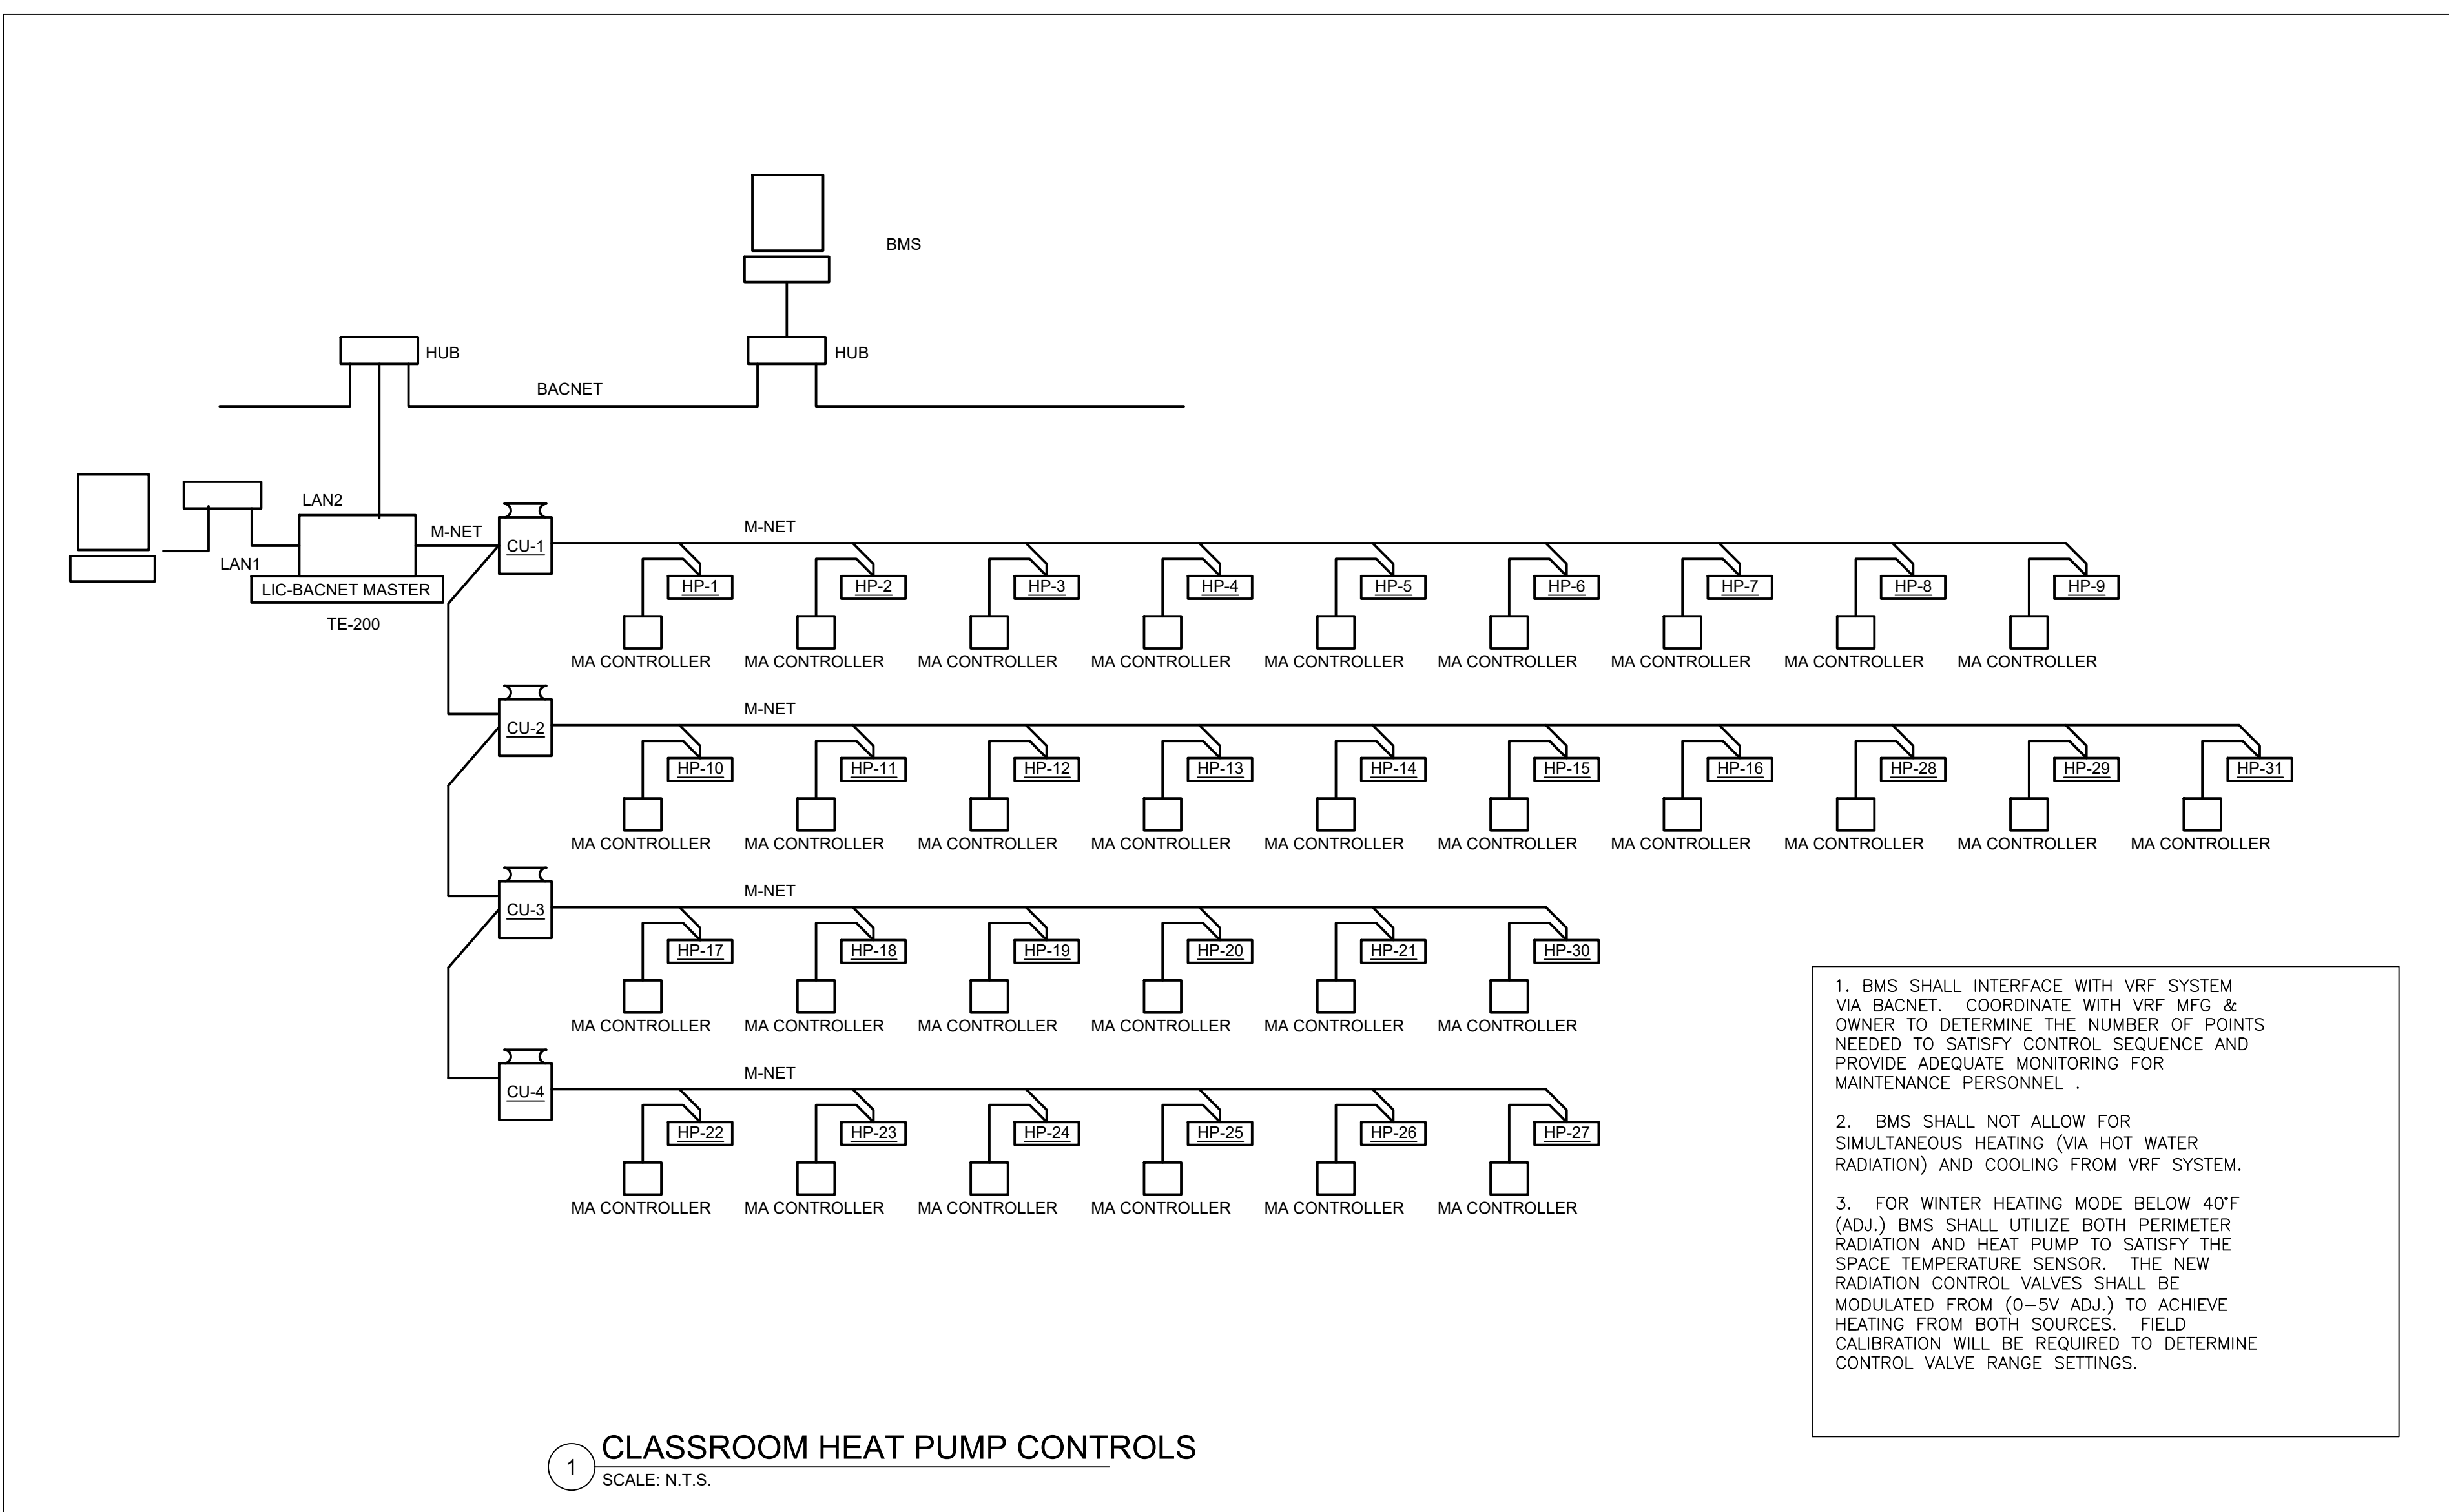 BMS
HUB
HUB
BACNET
LAN2
M-NET
M-NET
CU-1
LAN1
LIC-BACNET MASTER
TE-200
HP-1 HP-2 HP-3 HP-4 HP-5 HP-6 HP-7 HP-8 HP-9
MA CONTROLLER MA CONTROLLER MA CONTROLLER MA CONTROLLER MA CONTROLLER MA CONTROLLER MA CONTROLLER MA CONTROLLER MA CONTROLLER
M-NET
CU-2
HP-10 HP-11 HP-12 HP-13 HP-14 HP-15 HP-16 HP-28 HP-29 HP-31
MA CONTROLLER MA CONTROLLER MA CONTROLLER MA CONTROLLER MA CONTROLLER MA CONTROLLER MA CONTROLLER MA CONTROLLER MA CONTROLLER MA CONTROLLER
M-NET
CU-3
HP-17 HP-18 HP-19 HP-20 HP-21 HP-30
MA CONTROLLER MA CONTROLLER MA CONTROLLER MA CONTROLLER MA CONTROLLER MA CONTROLLER
M-NET
CU-4
HP-22 HP-23 HP-24 HP-25 HP-26 HP-27
MA CONTROLLER MA CONTROLLER MA CONTROLLER MA CONTROLLER MA CONTROLLER MA CONTROLLER
1. BMS SHALL INTERFACE WITH VRF SYSTEM
VIA BACNET. COORDINATE WITH VRF MFG &
OWNER TO DETERMINE THE NUMBER OF POINTS
NEEDED TO SATISFY CONTROL SEQUENCE AND
PROVIDE ADEQUATE MONITORING FOR
MAINTENANCE PERSONNEL .
2. BMS SHALL NOT ALLOW FOR
SIMULTANEOUS HEATING (VIA HOT WATER
RADIATION) AND COOLING FROM VRF SYSTEM.
3. FOR WINTER HEATING MODE BELOW 40°F
(ADJ.) BMS SHALL UTILIZE BOTH PERIMETER
RADIATION AND HEAT PUMP TO SATISFY THE
SPACE TEMPERATURE SENSOR. THE NEW
RADIATION CONTROL VALVES SHALL BE
MODULATED FROM (0-5V ADJ.) TO ACHIEVE
HEATING FROM BOTH SOURCES. FIELD
CALIBRATION WILL BE REQUIRED TO DETERMINE
CONTROL VALVE RANGE SETTINGS.
1 CLASSROOM HEAT PUMP CONTROLS
SCALE: N.T.S.